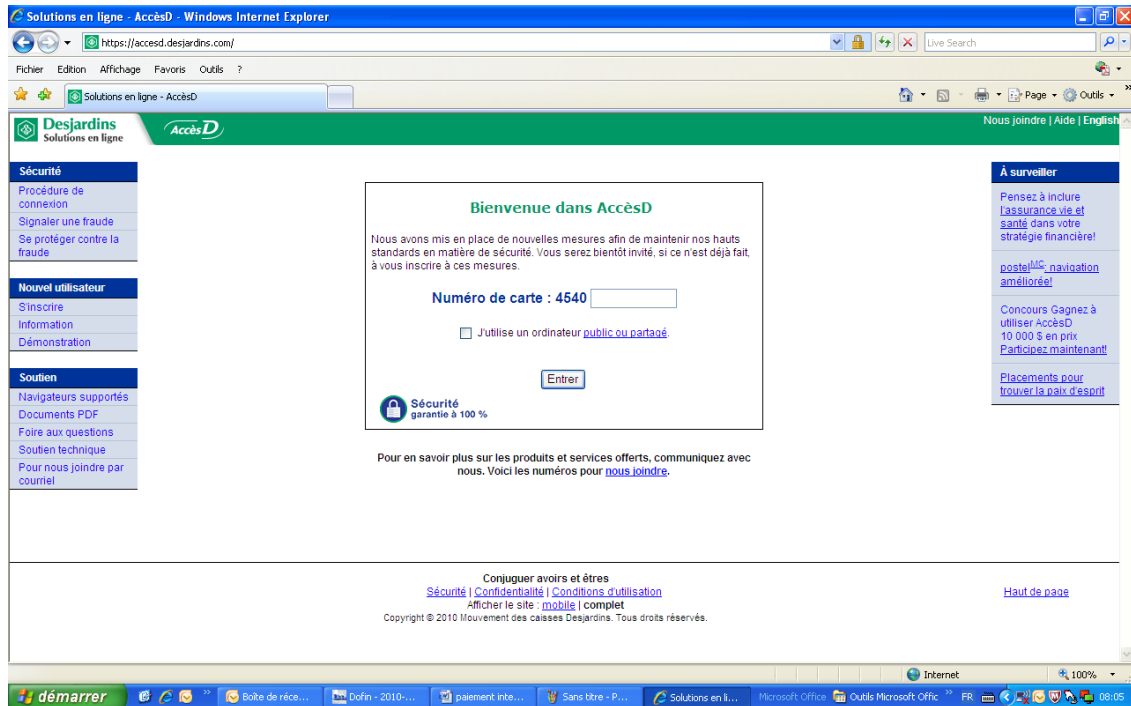 Solutions en ligne - AccèsD - Windows Internet Explorer
https://accesd.desjardins.com/
Live Search
Fichier Edition Affichage Favoris Outils ?
Solutions en ligne - AccèsD
Page Outils
Desjardins
Solutions en ligne
AccèsD
Nous joindre | Aide | English
Sécurité
Procédure de
connexion
Signaler une fraude
Se protéger contre la
fraude
Nouvel utilisateur
S'inscrire
Information
Démonstration
Soutien
Navigateurs supportés
Documents PDF
Foire aux questions
Soutien technique
Pour nous joindre par
courriel
Bienvenue dans AccèsD
Nous avons mis en place de nouvelles mesures afin de maintenir nos hauts
standards en matière de sécurité. Vous serez bientôt invité, si ce n'est déjà fait,
à vous inscrire à ces mesures.
Numéro de carte : 4540
J'utilise un ordinateur public ou partagé.
Entrer
Sécurité
garantie à 100 %
Pour en savoir plus sur les produits et services offerts, communiquez avec
nous. Voici les numéros pour nous joindre.
À surveiller
Pensez à inclure
l'assurance vie et
santé dans votre
stratégie financière!
postel MC: navigation
améliorée!
Concours Gagnez à
utiliser AccèsD
10 000 $ en prix
Participez maintenant!
Placements pour
trouver la paix d'esprit
Conjuguer avoirs et êtres
Sécurité | Confidentialité | Conditions d'utilisation
Afficher le site : mobile | complet
Copyright © 2010 Mouvement des caisses Desjardins. Tous droits réservés.
Haut de page
Internet
100%
démarrer
Boîte de réce...
Dofin - 2010-...
paiement inte...
Sans titre - P...
Solutions en li...
Microsoft Office
Outils Microsoft Offic
FR
08:05